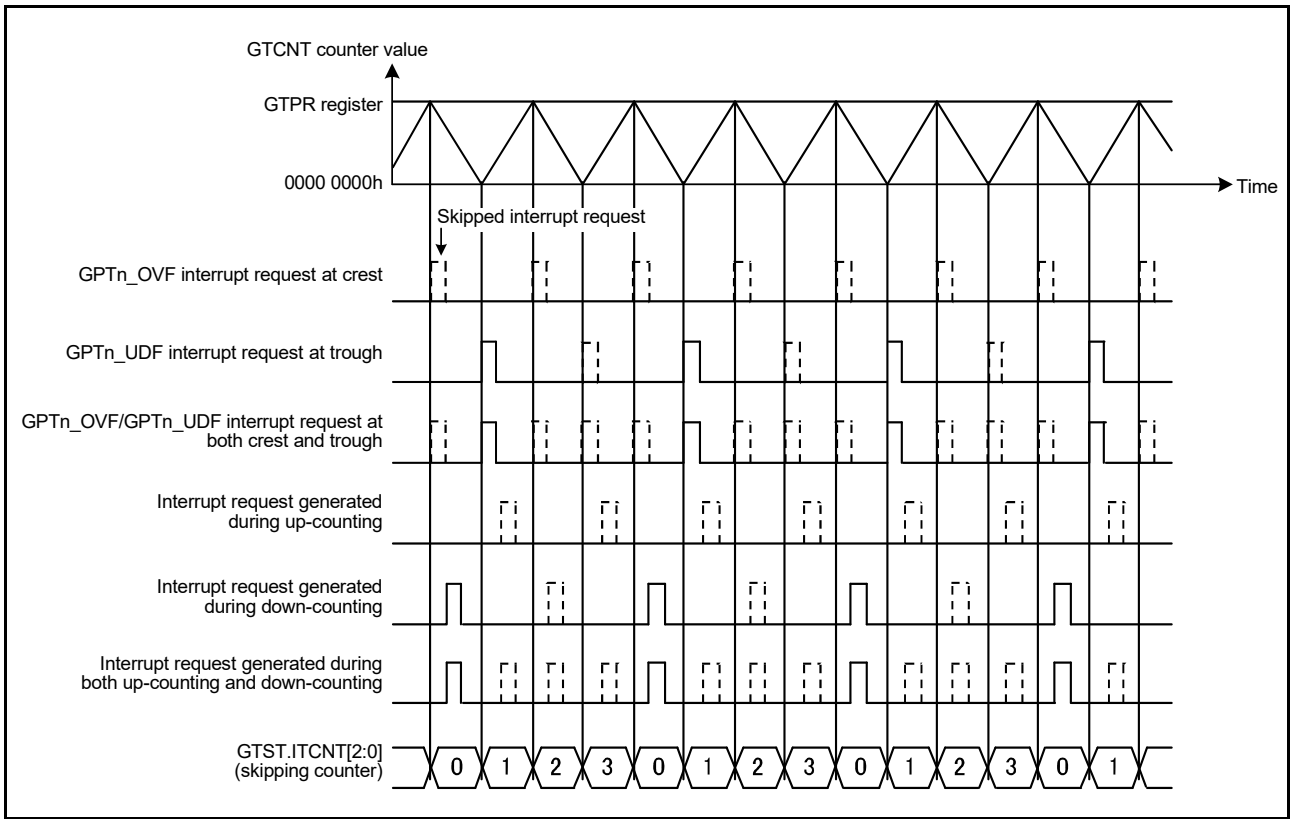 GTCNT counter value
GTPR register
0000 0000h
Time
Skipped interrupt request
GPTn_OVF interrupt request at crest
GPTn_UDF interrupt request at trough
GPTn_OVF/GPTn_UDF interrupt request at
both crest and trough
Interrupt request generated
during up-counting
Interrupt request generated
during down-counting
Interrupt request generated during
both up-counting and down-counting
GTST.ITCNT[2:0]
(skipping counter)
0 1 2 3 0 1 2 3 0 1 2 3 0 1